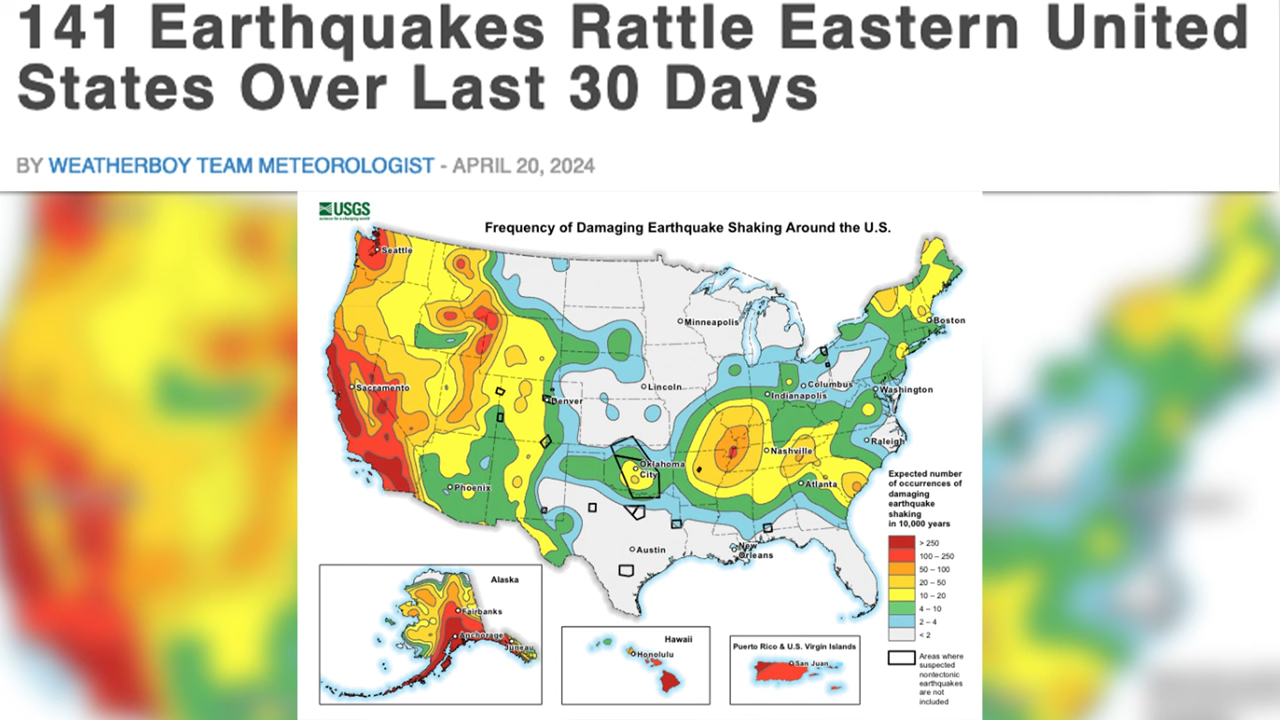 141 Earthquakes Rattle Eastern United
States Over Last 30 Days
BY WEATHERBOY TEAM METEOROLOGIST - APRIL 20, 2024
USGS
science for a changing world
Frequency of Damaging Earthquake Shaking Around the U.S.
Seattle
Minneapolis
Boston
Sacramento
Lincoln
Columbus
Washington
Denver
Indianapolis
Raleigh
Nashville
Oklahoma
City
Atlanta
Phoenix
Austin
New
Orleans
Expected number
of occurrences of
damaging
earthquake
shaking
in 10,000 years
> 250
100 – 250
50 – 100
20 – 50
10 – 20
4 – 10
2 – 4
< 2
Areas where
suspected
nontectonic
earthquakes
are not
included
Alaska
Fairbanks
Anchorage
Juneau
Hawaii
Honolulu
Puerto Rico & U.S. Virgin Islands
San Juan